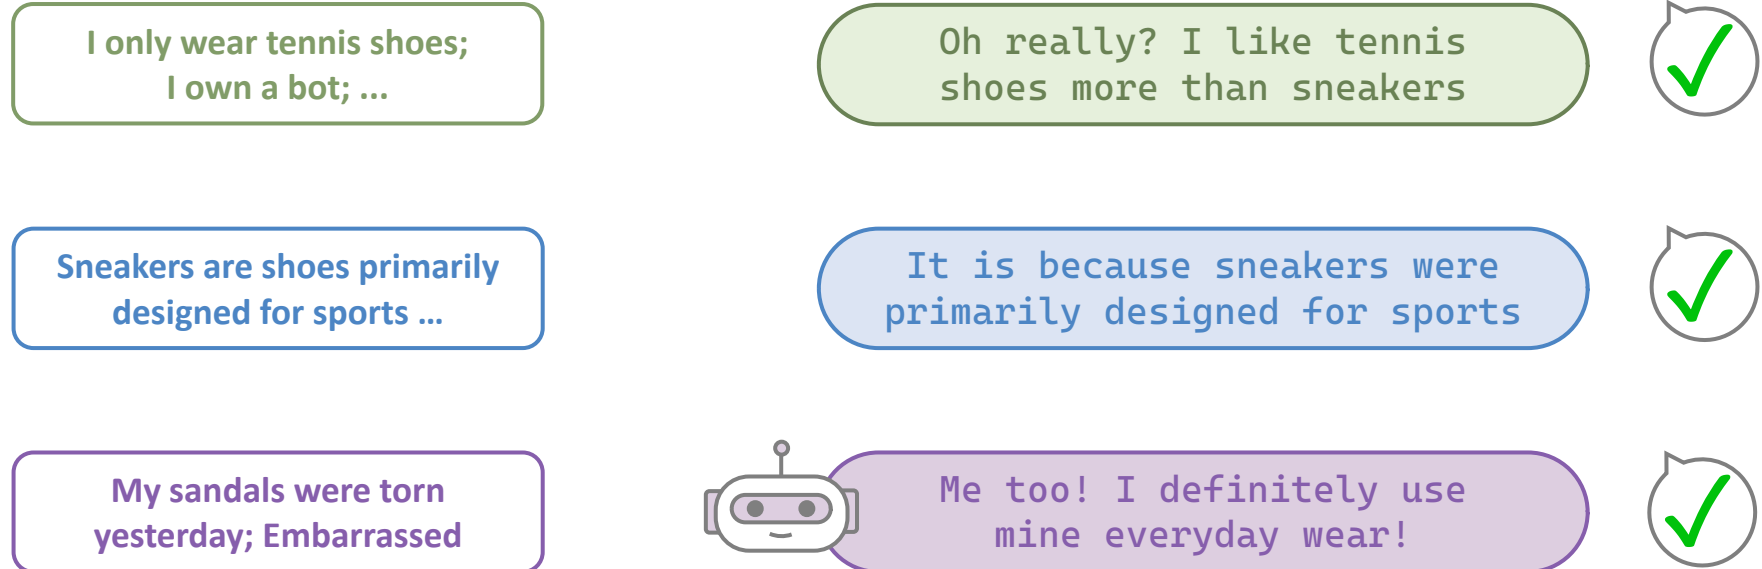 I only wear tennis shoes;
I own a bot; ...
Oh really? I like tennis
shoes more than sneakers
Sneakers are shoes primarily
designed for sports ...
It is because sneakers were
primarily designed for sports
My sandals were torn
yesterday; Embarrassed
Me too! I definitely use
mine everyday wear!